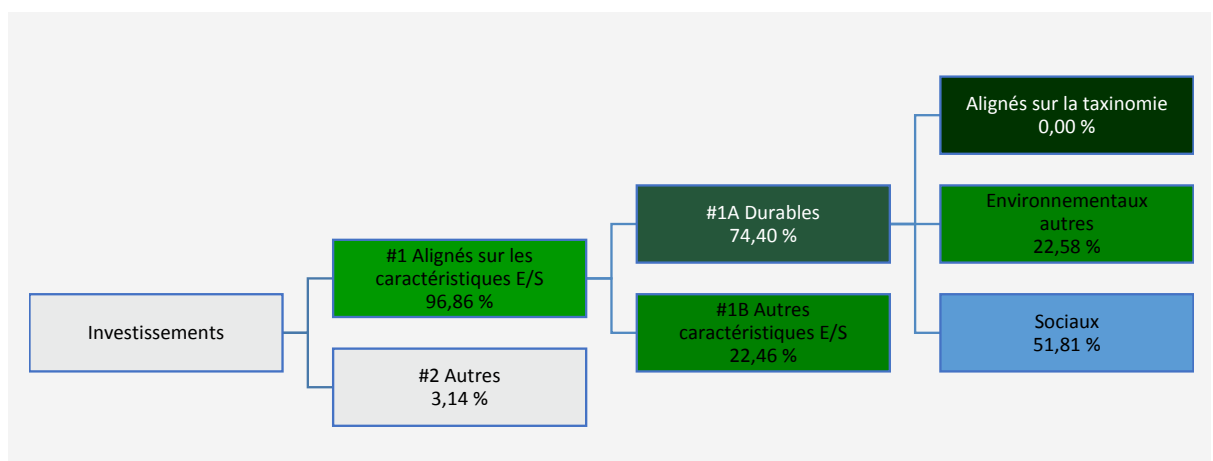 Investissements
#1 Alignés sur les
caractéristiques E/S
96,86 %
#2 Autres
3,14 %
#1A Durables
74,40 %
#1B Autres
caractéristiques E/S
22,46 %
Alignés sur la taxinomie
0,00 %
Environnementaux
autres
22,58 %
Sociaux
51,81 %